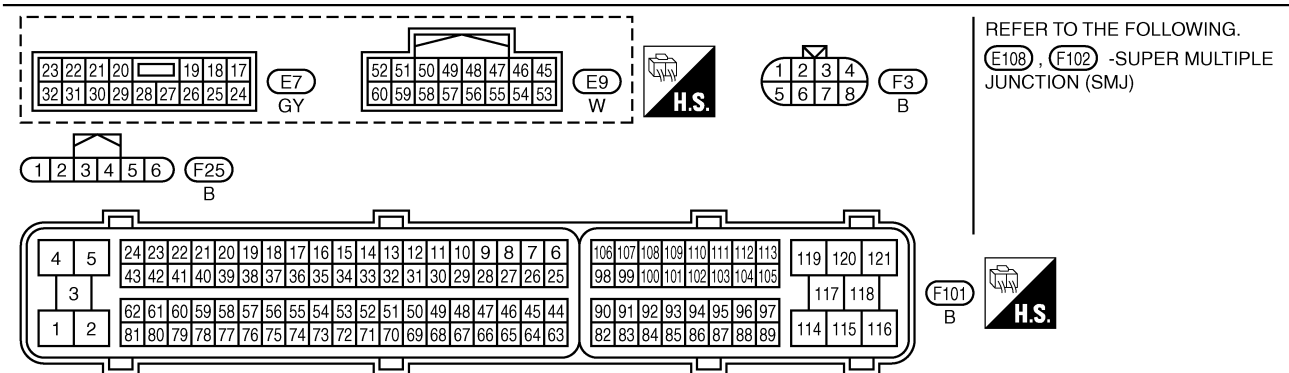 23 22 21 20 19 18 17
32 31 30 29 28 27 26 25 24
E7
GY
52 51 50 49 48 47 46 45
60 59 58 57 56 55 54 53
E9
W
H.S.
1 2 3 4
5 6 7 8
F3
B
REFER TO THE FOLLOWING.
E108 , F102 -SUPER MULTIPLE
JUNCTION (SMJ)
1 2 3 4 5 6
F25
B
4 5
3
1 2
24 23 22 21 20 19 18 17 16 15 14 13 12 11 10 9 8 7 6
43 42 41 40 39 38 37 36 35 34 33 32 31 30 29 28 27 26 25
62 61 60 59 58 57 56 55 54 53 52 51 50 49 48 47 46 45 44
81 80 79 78 77 76 75 74 73 72 71 70 69 68 67 66 65 64 63
106 107 108 109 110 111 112 113
98 99 100 101 102 103 104 105
90 91 92 93 94 95 96 97
82 83 84 85 86 87 88 89
119 120 121
117 118
114 115 116
F101
B
H.S.